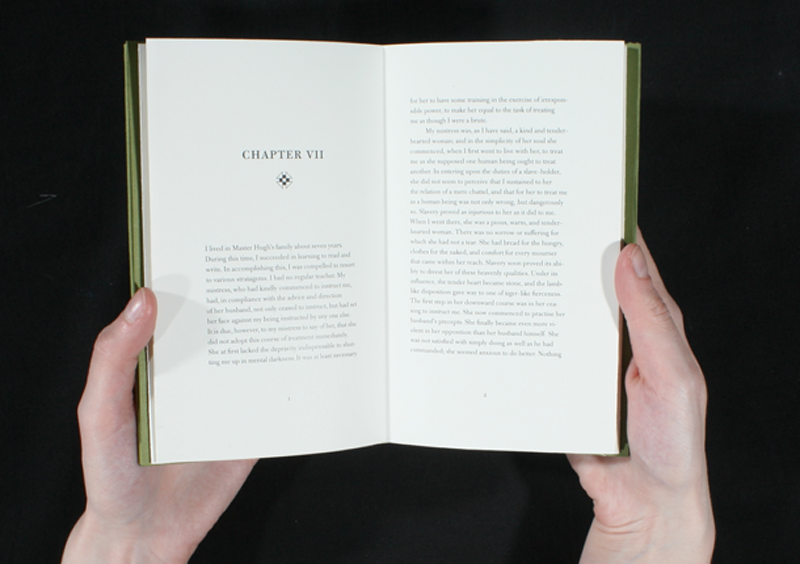 CHAPTER VII
I lived in Master Hugh's family about seven years.
During this time, I succeeded in learning to read and
write. In accomplishing this, I was compelled to resort
to various stratagems. I had no regular teacher. My
mistress, who had kindly commenced to instruct me,
had, in compliance with the advice and direction
of her husband, not only ceased to instruct, but had set
her face against my being instructed by any one else.
It is due, however, to my mistress to say of her, that she
did not adopt this course of treatment immediately.
She at first lacked the depravity indispensable to shut-
ting me up in mental darkness. It was at least necessary
1
for her to have some training in the exercise of irrespon-
sible power, to make her equal to the task of treating
me as though I were a brute.
My mistress was, as I have said, a kind and tender-
hearted woman; and in the simplicity of her soul she
commenced, when I first went to live with her, to treat
me as she supposed one human being ought to treat
another. In entering upon the duties of a slave-holder,
she did not seem to perceive that I sustained to her
the relation of a mere chattel, and that for her to treat me
as a human being was not only wrong, but dangerously
so. Slavery proved as injurious to her as it did to me.
When I went there, she was a pious, warm, and tender-
hearted woman. There was no sorrow or suffering for
which she had not a tear. She had bread for the hungry,
clothes for the naked, and comfort for every mourner
that came within her reach. Slavery soon proved its abi-
lity to divest her of these heavenly qualities. Under its
influence, the tender heart became stone, and the lamb-
like disposition gave way to one of tiger-like fierceness.
The first step in her downward course was in her cea-
sing to instruct me. She now commenced to practise her
husband's precepts. She finally became even more vi-
olent in her opposition than her husband himself. She
was not satisfied with simply doing as well as he had
commanded; she seemed anxious to do better. Nothing
2